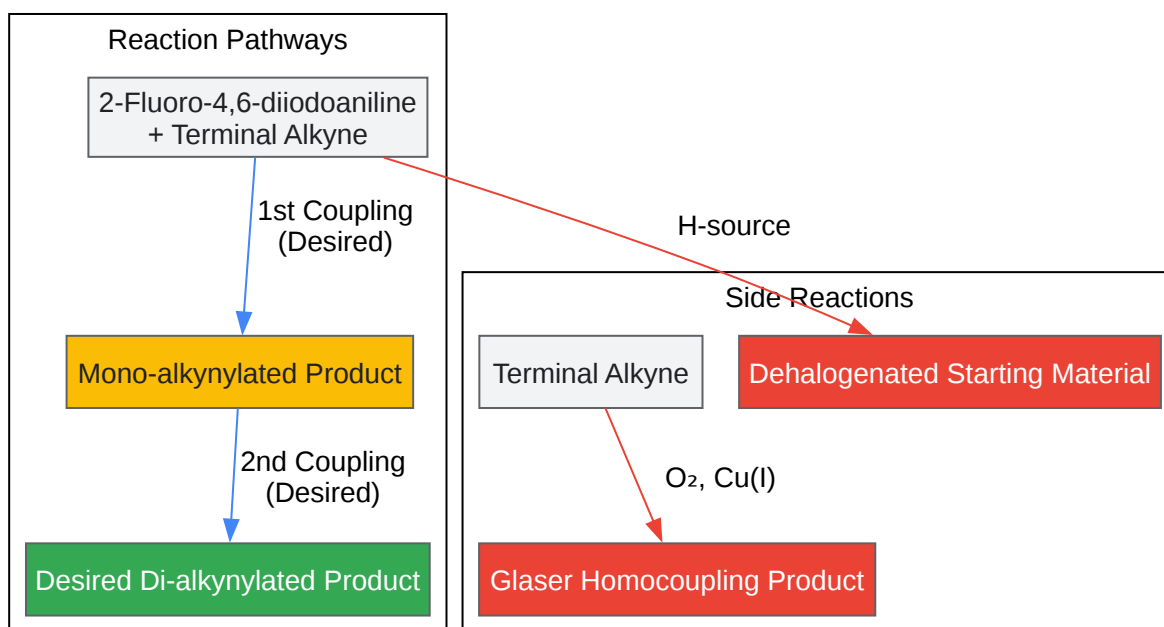 Reaction Pathways
2-Fluoro-4,6-diiodoaniline
+ Terminal Alkyne
1st Coupling
(Desired)
H-source
Side Reactions
Mono-alkynylated Product
Terminal Alkyne
Dehalogenated Starting Material
2nd Coupling
(Desired)
O₂, Cu(I)
Desired Di-alkynylated Product
Glaser Homocoupling Product